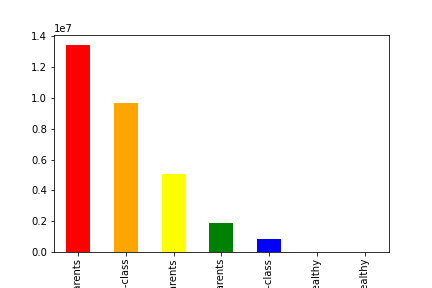 1e7
1.4
1.2
1.0
0.8
0.6
0.4
0.2
0.0
arents
-class
arents
arents
-class
ealthy
ealthy